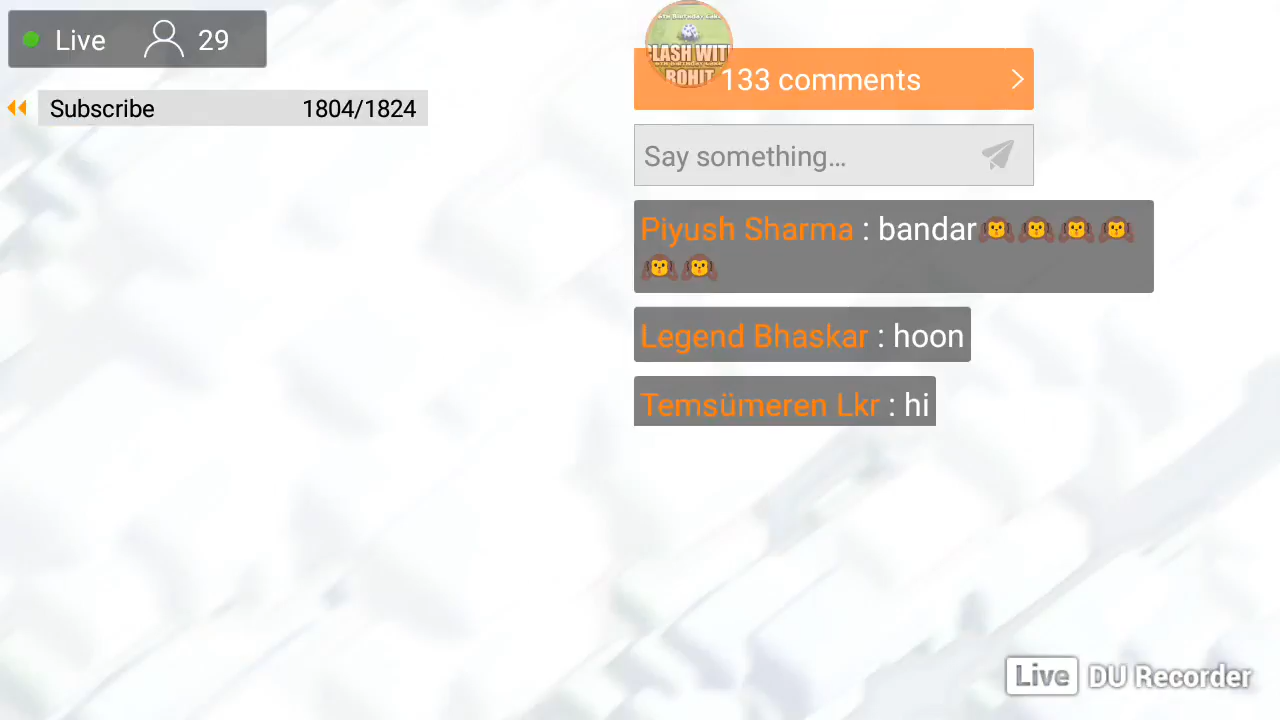 Live 29
Subscribe 1804/1824
CLASH WITH
ROHIT
133 comments
Say something...
Piyush Sharma : bandar🙉🙉🙉🙉
🙉🙉
Legend Bhaskar : hoon
Temsümeren Lkr : hi
Live DU Recorder